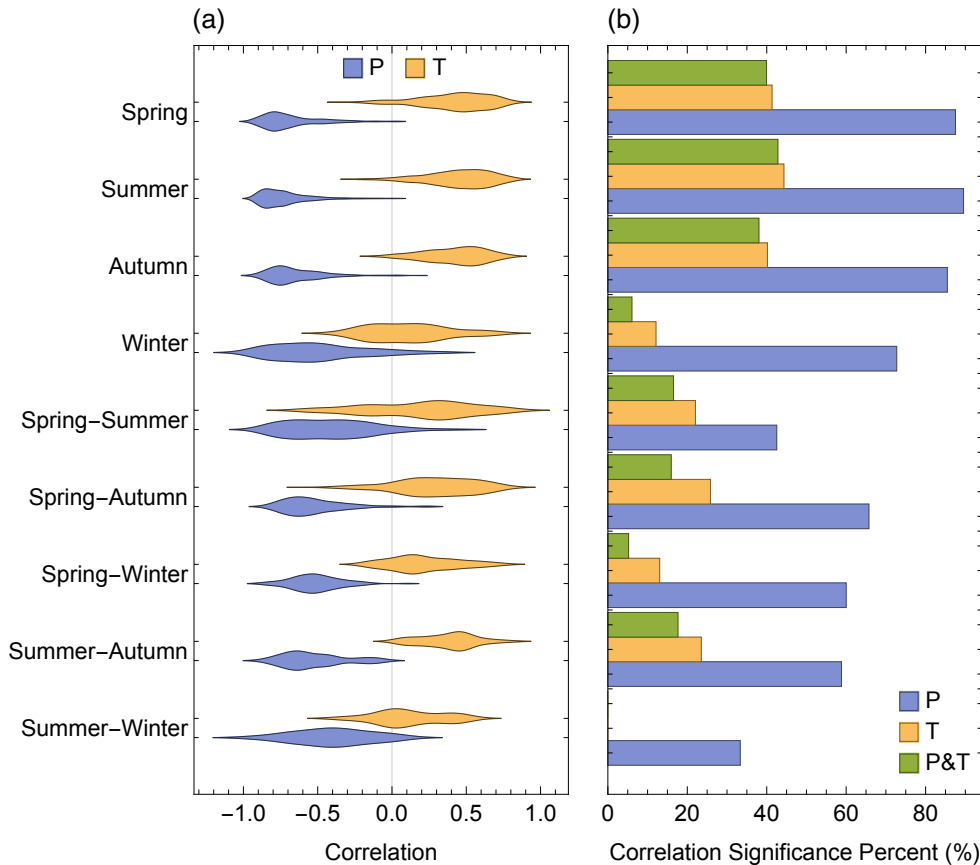 (a)
(b)
P
T
Spring
Summer
Autumn
Winter
Spring–Summer
Spring–Autumn
Spring–Winter
Summer–Autumn
Summer–Winter
−1.0 −0.5 0.0 0.5 1.0
Correlation
P
T
P&T
0 20 40 60 80
Correlation Significance Percent (%)